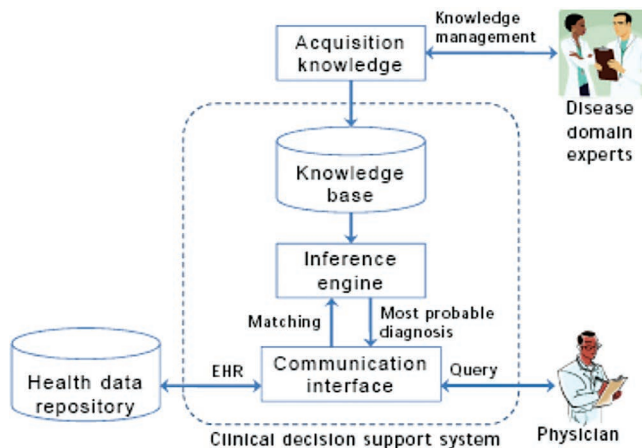 Knowledge
management
Acquisition
knowledge
Disease
domain
experts
Knowledge
base
Inference
engine
Matching
Most probable
diagnosis
Health data
repository
EHR
Communication
interface
Query
Physician
Clinical decision support system